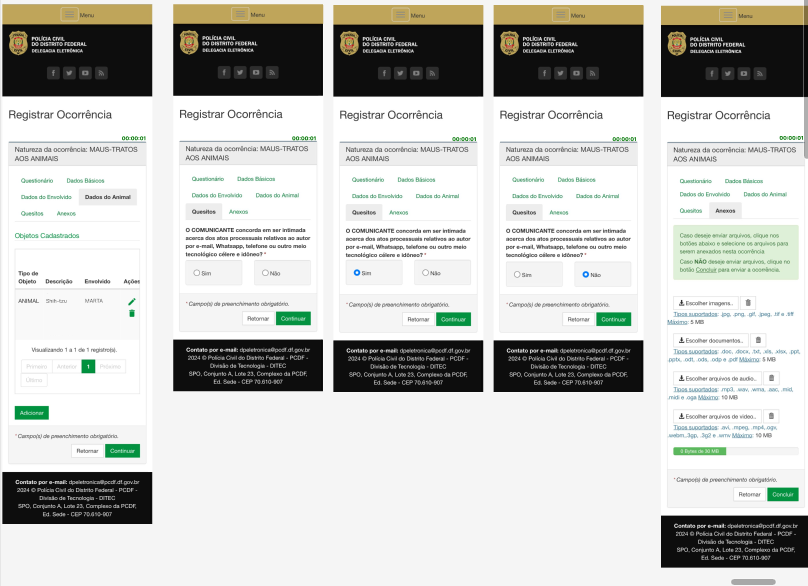 Menu
POLÍCIA CIVIL
DO DISTRITO FEDERAL
DELEGACIA ELETRÔNICA
Registrar Ocorrência
00:00:01
Natureza da ocorrência: MAUS-TRATOS
AOS ANIMAIS
Questionário Dados Básicos
Dados do Envolvido Dados do Animal
Quesitos Anexos
Objetos Cadastrados
Tipo de
Objeto Descrição Envolvido Ações
ANIMAL Shih-tzu MARTA
Visualizando 1 a 1 de 1 registro(s).
Primeiro Anterior 1 Próximo
Último
Adicionar
* Campo(s) de preenchimento obrigatório.
Retornar Continuar
Contato por e-mail: dpeletronica@pcdf.df.gov.br
2024 © Polícia Civil do Distrito Federal - PCDF -
Divisão de Tecnologia - DITEC
SPO, Conjunto A, Lote 23, Complexo da PCDF,
Ed. Sede - CEP 70.610-907
Menu
POLÍCIA CIVIL
DO DISTRITO FEDERAL
DELEGACIA ELETRÔNICA
Registrar Ocorrência
00:00:01
Natureza da ocorrência: MAUS-TRATOS
AOS ANIMAIS
Questionário Dados Básicos
Dados do Envolvido Dados do Animal
Quesitos Anexos
O COMUNICANTE concorda em ser intimado
acerca dos atos processuais relativos ao autor
por e-mail, Whatsapp, telefone ou outro meio
tecnológico célere e idôneo? *
Sim Não
* Campo(s) de preenchimento obrigatório.
Retornar Continuar
Contato por e-mail: dpeletronica@pcdf.df.gov.br
2024 © Polícia Civil do Distrito Federal - PCDF -
Divisão de Tecnologia - DITEC
SPO, Conjunto A, Lote 23, Complexo da PCDF,
Ed. Sede - CEP 70.610-907
Menu
POLÍCIA CIVIL
DO DISTRITO FEDERAL
DELEGACIA ELETRÔNICA
Registrar Ocorrência
00:00:01
Natureza da ocorrência: MAUS-TRATOS
AOS ANIMAIS
Questionário Dados Básicos
Dados do Envolvido Dados do Animal
Quesitos Anexos
O COMUNICANTE concorda em ser intimado
acerca dos atos processuais relativos ao autor
por e-mail, Whatsapp, telefone ou outro meio
tecnológico célere e idôneo? *
Sim Não
* Campo(s) de preenchimento obrigatório.
Retornar Continuar
Contato por e-mail: dpeletronica@pcdf.df.gov.br
2024 © Polícia Civil do Distrito Federal - PCDF -
Divisão de Tecnologia - DITEC
SPO, Conjunto A, Lote 23, Complexo da PCDF,
Ed. Sede - CEP 70.610-907
Menu
POLÍCIA CIVIL
DO DISTRITO FEDERAL
DELEGACIA ELETRÔNICA
Registrar Ocorrência
00:00:01
Natureza da ocorrência: MAUS-TRATOS
AOS ANIMAIS
Questionário Dados Básicos
Dados do Envolvido Dados do Animal
Quesitos Anexos
O COMUNICANTE concorda em ser intimado
acerca dos atos processuais relativos ao autor
por e-mail, Whatsapp, telefone ou outro meio
tecnológico célere e idôneo? *
Sim Não
* Campo(s) de preenchimento obrigatório.
Retornar Continuar
Contato por e-mail: dpeletronica@pcdf.df.gov.br
2024 © Polícia Civil do Distrito Federal - PCDF -
Divisão de Tecnologia - DITEC
SPO, Conjunto A, Lote 23, Complexo da PCDF,
Ed. Sede - CEP 70.610-907
Menu
POLÍCIA CIVIL
DO DISTRITO FEDERAL
DELEGACIA ELETRÔNICA
Registrar Ocorrência
00:00:01
Natureza da ocorrência: MAUS-TRATOS
AOS ANIMAIS
Questionário Dados Básicos
Dados do Envolvido Dados do Animal
Quesitos Anexos
Caso deseje enviar arquivos, clique nos
botões abaixo e selecione os arquivos para
serem anexados nesta ocorrência
Caso NÃO deseje enviar arquivos, clique no
botão Concluir para enviar a ocorrência.
Escolher imagens..
Tipos suportados: .jpg, .png, .gif, .jpeg, .tif e .tiff
Máximo: 5 MB
Escolher documentos..
Tipos suportados: .doc, .docx, .txt, .xls, .xlsx, .ppt,
.pptx, .odt, .ods, .odp e .pdf Máximo: 5 MB
Escolher arquivos de audio..
Tipos suportados: .mp3, .wav, .wma, .aac, .mid,
.midi e .oga Máximo: 10 MB
Escolher arquivos de vídeo..
Tipos suportados: .avi, .mpeg, .mp4,.ogv,
.webm,.3gp, .3g2 e .wmv Máximo: 10 MB
0 Bytes de 30 MB
* Campo(s) de preenchimento obrigatório.
Retornar Concluir
Contato por e-mail: dpeletronica@pcdf.df.gov.br
2024 © Polícia Civil do Distrito Federal - PCDF -
Divisão de Tecnologia - DITEC
SPO, Conjunto A, Lote 23, Complexo da PCDF,
Ed. Sede - CEP 70.610-907